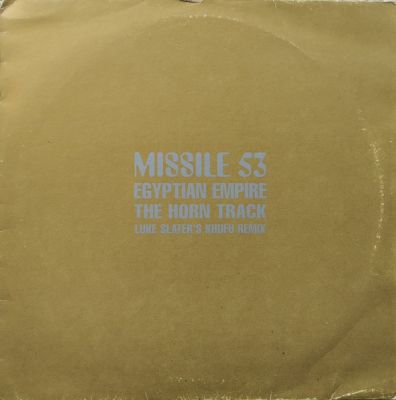 MISSILE 53
EGYPTIAN EMPIRE
THE HORN TRACK
LUKE SLATER'S KHUFU REMIX